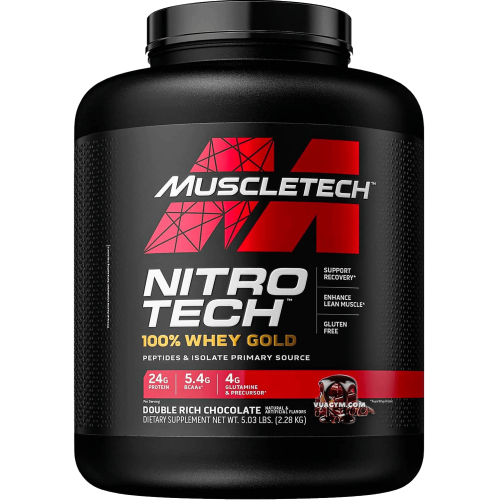 MUSCLETECH™
NITRO
TECH™
100% WHEY GOLD
PEPTIDES & ISOLATE PRIMARY SOURCE
SUPPORT
RECOVERY^
ENHANCE
LEAN MUSCLE^
GLUTEN
FREE
24G
PROTEIN
5.4G
BCAAs^
4G
GLUTAMINE
& PRECURSOR^
Per Serving
DOUBLE RICH CHOCOLATE NATURAL & ARTIFICIAL FLAVORS
DIETARY SUPPLEMENT NET WT. 5.03 LBS. (2.28 KG)
VUAGYM.COM